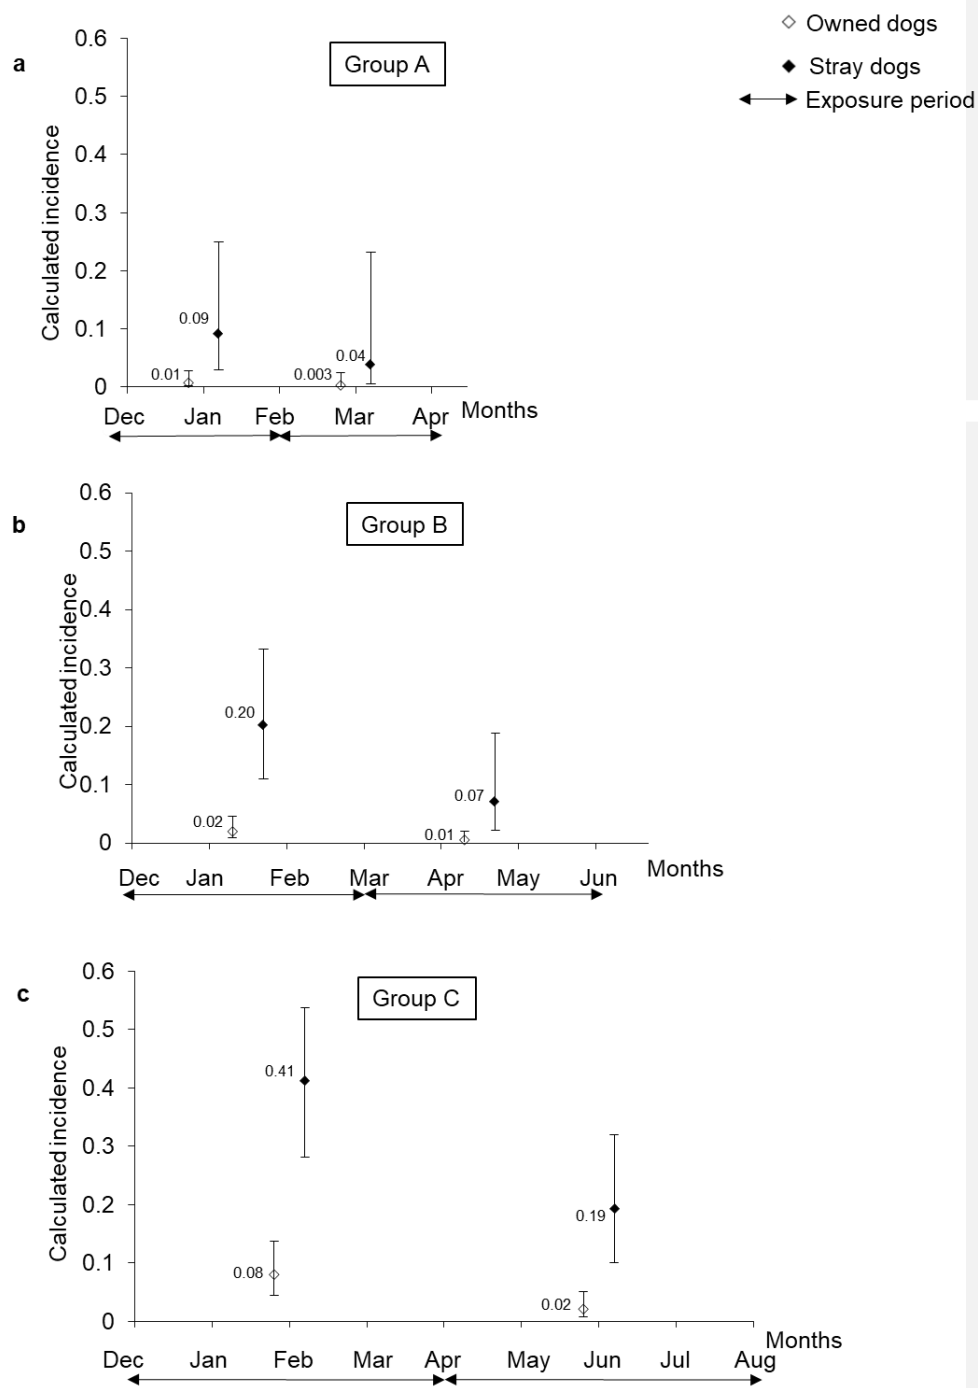 Owned dogs
Stray dogs
Exposure period
a
Group A
Calculated incidence
0.6
0.5
0.4
0.3
0.2
0.1
0
0.01
0.09
0.003
0.04
Dec Jan Feb Mar Apr Months
b
Group B
Calculated incidence
0.6
0.5
0.4
0.3
0.2
0.1
0
0.02
0.20
0.01
0.07
Dec Jan Feb Mar Apr May Jun Months
c
Group C
Calculated incidence
0.6
0.5
0.4
0.3
0.2
0.1
0
0.08
0.41
0.02
0.19
Dec Jan Feb Mar Apr May Jun Jul Aug Months